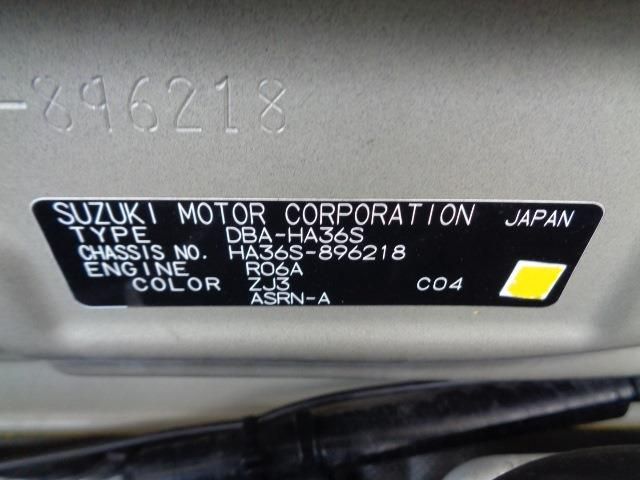 -896218
SUZUKI MOTOR CORPORATION JAPAN
TYPE DBA-HA36S
CHASSIS NO. HA36S-896218
ENGINE R06A
COLOR ZJ3 C04
ASRN-A